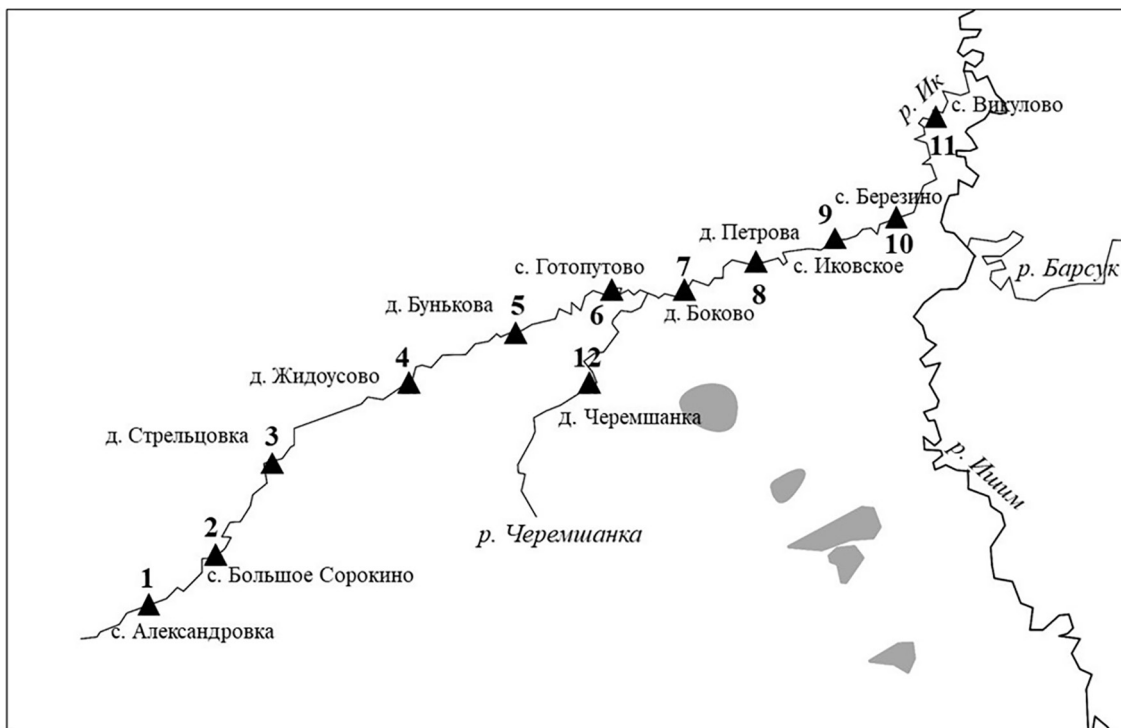 р. Ик
с. Викулово
11
с. Березино
9
10
д. Петрова
с. Иковское
8
р. Барсук
с. Готопутово
7
6
д. Боково
д. Бунькова
5
12
4
д. Жидоусово
д. Черемшанка
д. Стрельцовка
3
р. Ишим
р. Черемшанка
2
с. Большое Сорокино
1
с. Александровка